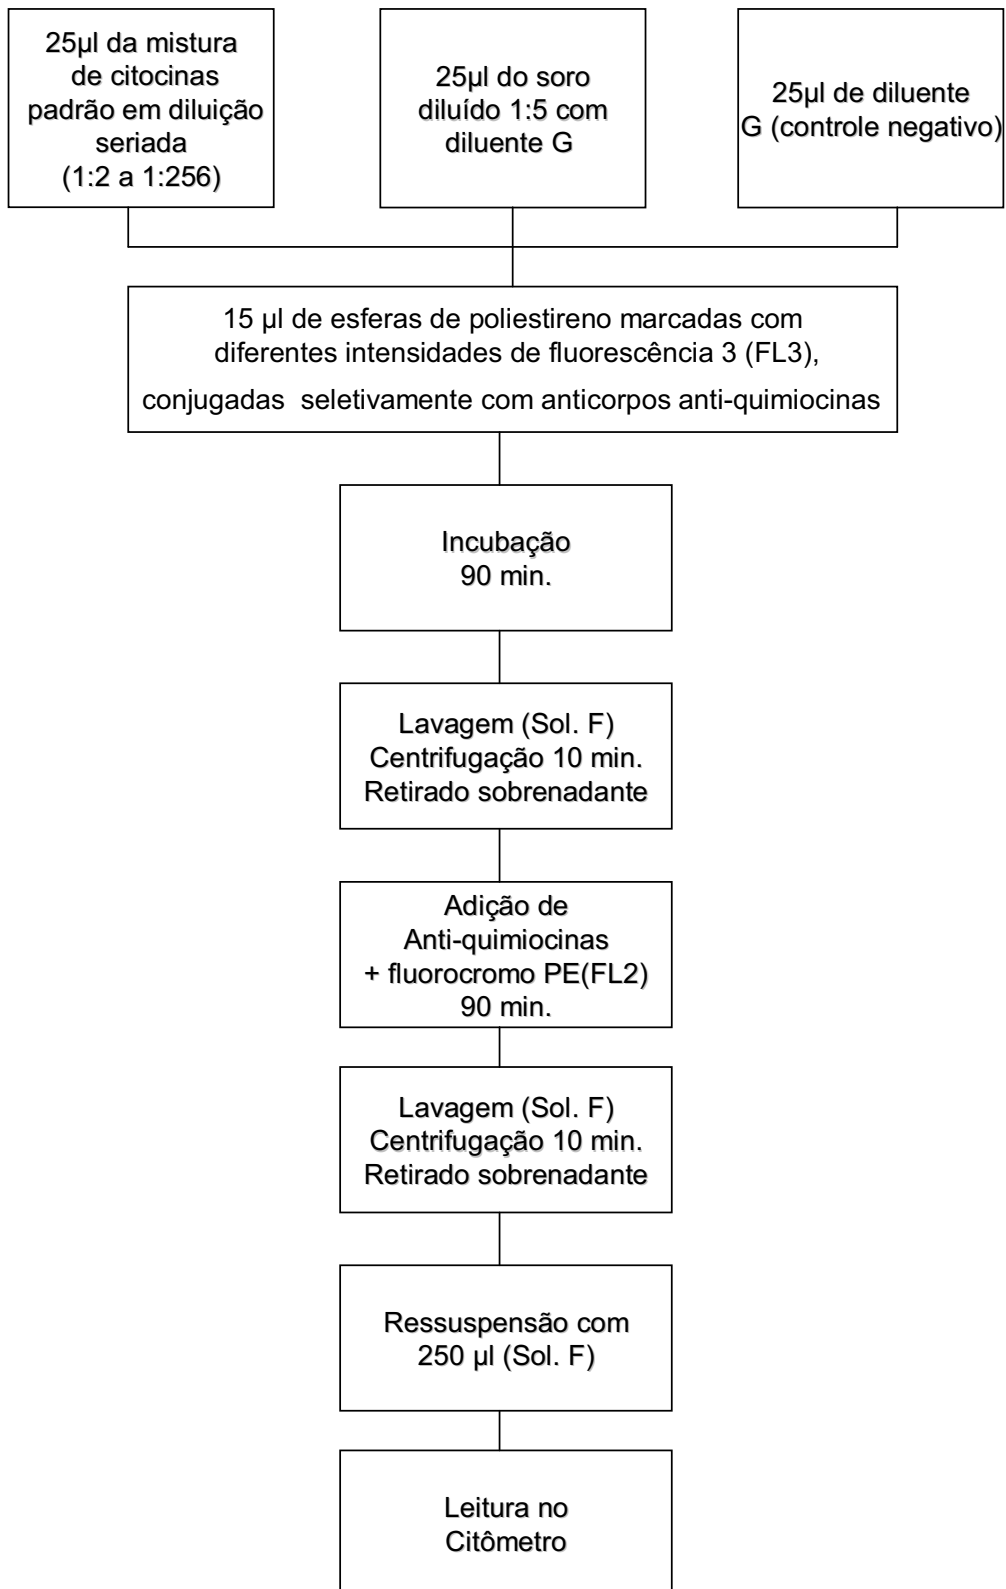 25µl da mistura
de citocinas
padrão em diluição
seriada
(1:2 a 1:256)
25µl do soro
diluído 1:5 com
diluente G
25µl de diluente
G (controle negativo)
15 µl de esferas de poliestireno marcadas com
diferentes intensidades de fluorescência 3 (FL3),
conjugadas seletivamente com anticorpos anti-quimiocinas
Incubação
90 min.
Lavagem (Sol. F)
Centrifugação 10 min.
Retirado sobrenadante
Adição de
Anti-quimiocinas
+ fluorocromo PE(FL2)
90 min.
Lavagem (Sol. F)
Centrifugação 10 min.
Retirado sobrenadante
Ressuspensão com
250 µl (Sol. F)
Leitura no
Citômetro